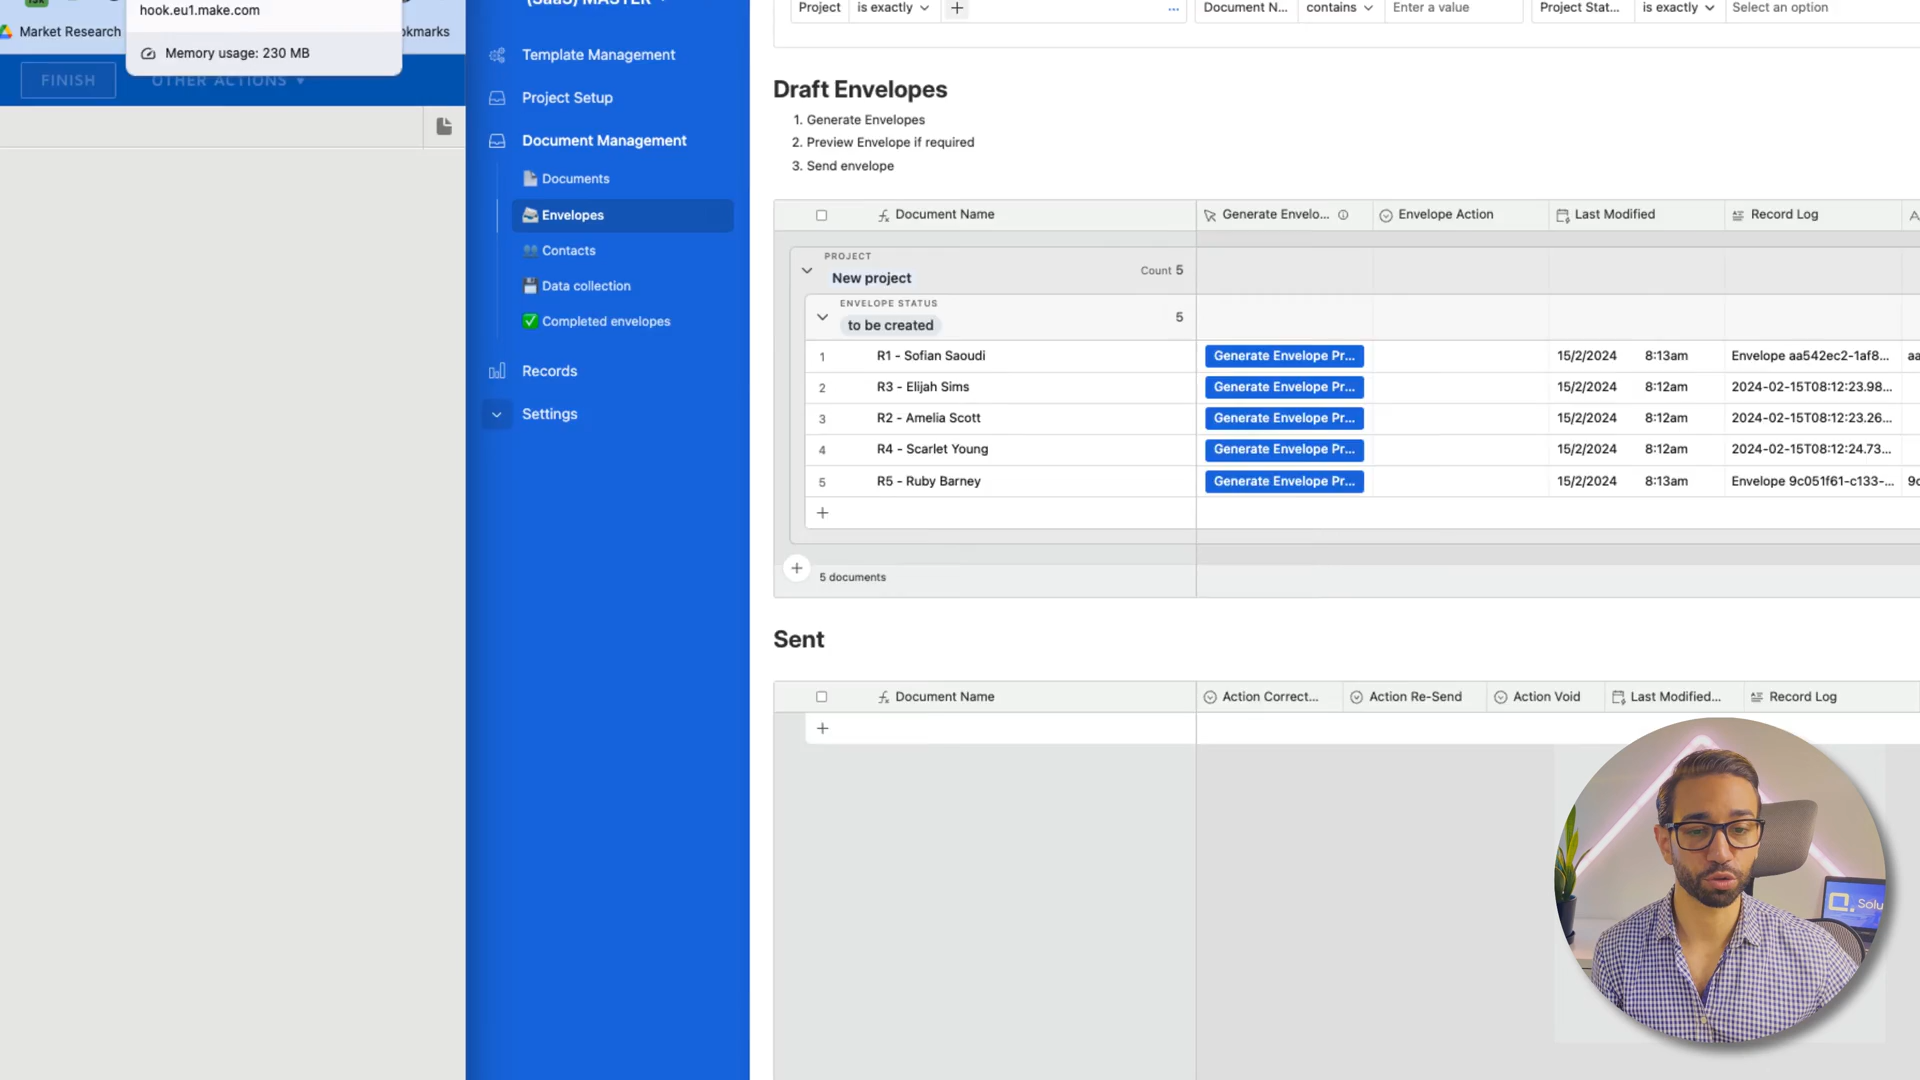 hook.eu1.make.com
Market Research
Memory usage: 230 MB
FINISH
OTHER ACTIONS
(SaaS) MASTER
Template Management
Project Setup
Document Management
Documents
Envelopes
Contacts
Data collection
Completed envelopes
Records
Settings
Project
is exactly
Document N...
contains
Enter a value
Project Stat...
is exactly
Select an option
Draft Envelopes
1. Generate Envelopes
2. Preview Envelope if required
3. Send envelope
Document Name
Generate Envelo...
Envelope Action
Last Modified
Record Log
PROJECT
New project
Count 5
ENVELOPE STATUS
to be created
5
1 R1 - Sofian Saoudi Generate Envelope Pr... 15/2/2024 8:13am Envelope aa542ec2-1af8... aa
2 R3 - Elijah Sims Generate Envelope Pr... 15/2/2024 8:12am 2024-02-15T08:12:23.98...
3 R2 - Amelia Scott Generate Envelope Pr... 15/2/2024 8:12am 2024-02-15T08:12:23.26...
4 R4 - Scarlet Young Generate Envelope Pr... 15/2/2024 8:12am 2024-02-15T08:12:24.73...
5 R5 - Ruby Barney Generate Envelope Pr... 15/2/2024 8:13am Envelope 9c051f61-c133-... 9c
5 documents
Sent
Document Name
Action Correct...
Action Re-Send
Action Void
Last Modified...
Record Log
Solu